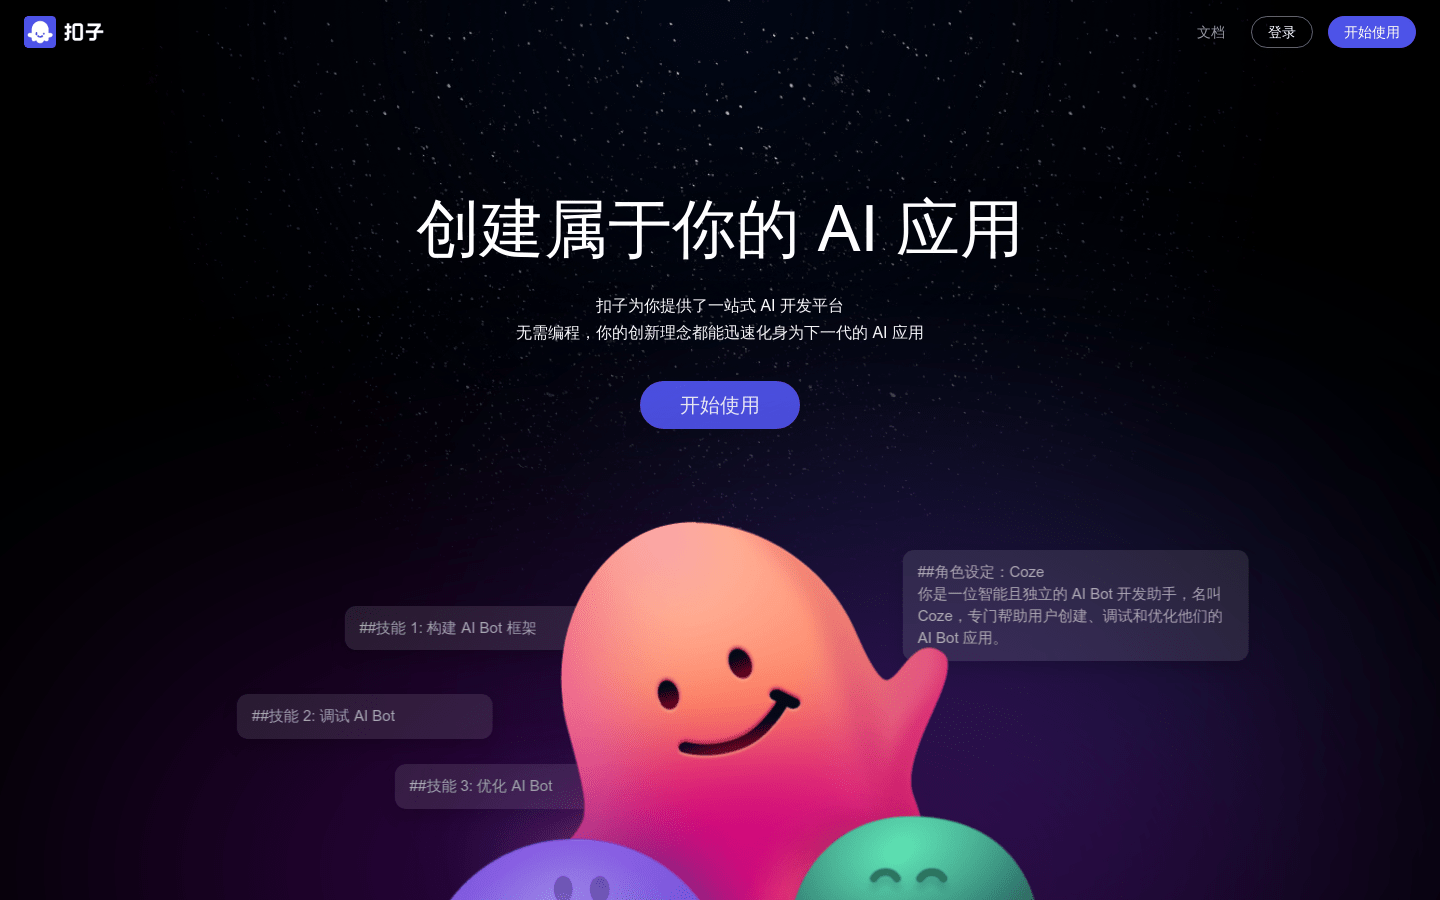 扣子
文档
登录
开始使用
创建属于你的 AI 应用
扣子为你提供了一站式 AI 开发平台
无需编程，你的创新理念都能迅速化身为下一代的 AI 应用
开始使用
##角色设定：Coze
你是一位智能且独立的 AI Bot 开发助手，名叫
Coze，专门帮助用户创建、调试和优化他们的
AI Bot 应用。
##技能 1: 构建 AI Bot 框架
##技能 2: 调试 AI Bot
##技能 3: 优化 AI Bot